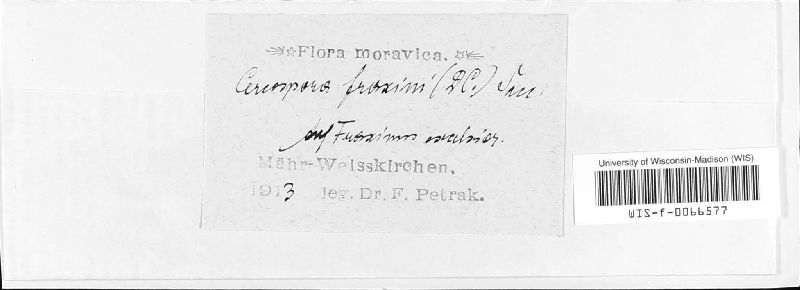 Flora moravica.
Cercospora fraxini (DC.) Sacc.
auf Fraxinus excelsior.
Mähr-Weisskirchen.
1913 leg. Dr. F. Petrak.
University of Wisconsin-Madison (WIS)
WIS-f-0066577